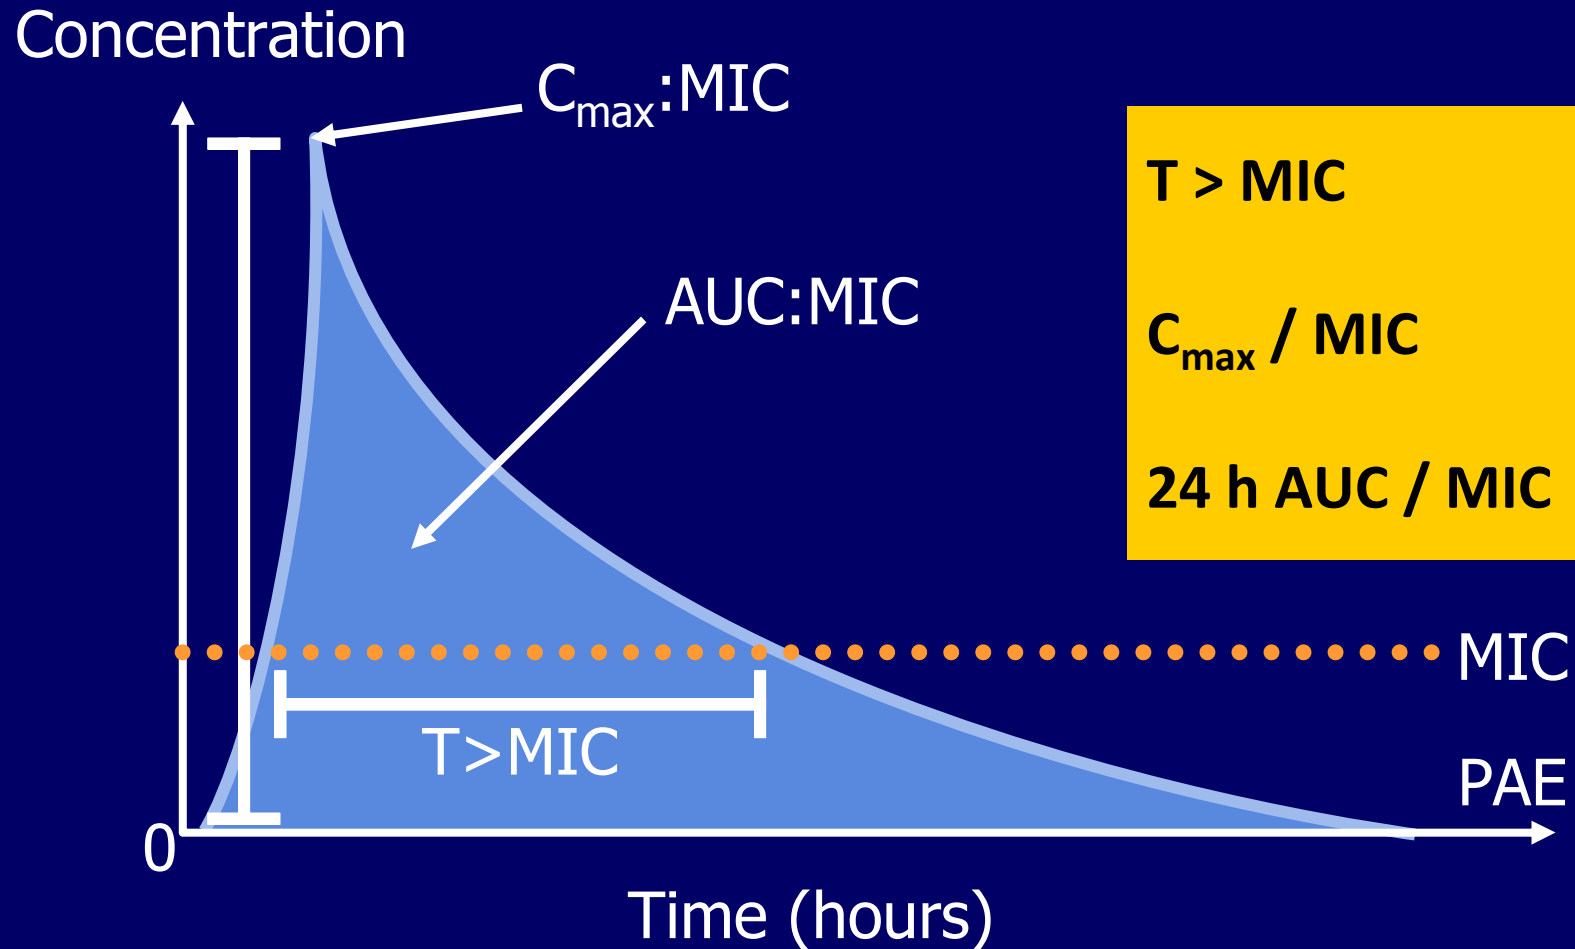 Concentration
Cmax:MIC
T > MIC
AUC:MIC
Cmax / MIC
24 h AUC / MIC
MIC
T>MIC
PAE
0
Time (hours)